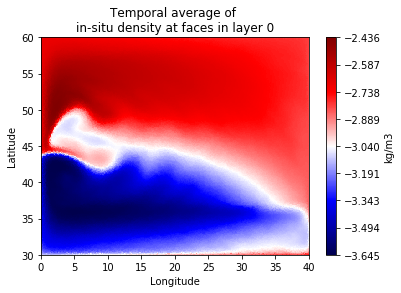 Temporal average of
in-situ density at faces in layer 0
60
55
50
45
40
35
30
Latitude
0 5 10 15 20 25 30 35 40
Longitude
−2.436
−2.587
−2.738
−2.889
−3.040
−3.191
−3.343
−3.494
−3.645
kg/m3